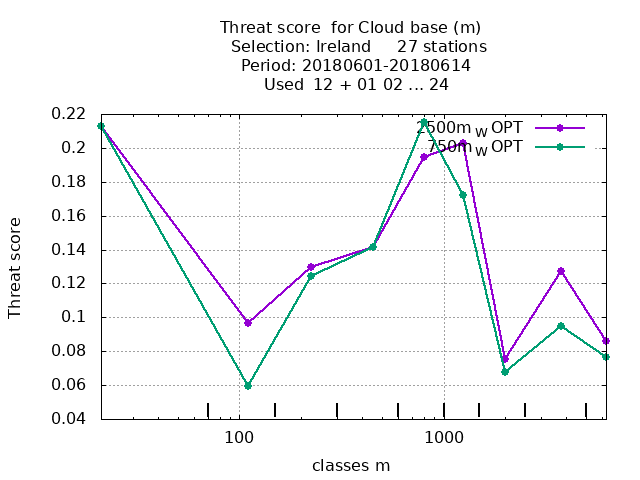 Threat score  for Cloud base (m)
Selection: Ireland     27 stations
Period: 20180601-20180614
Used  12 + 01 02 ... 24
0.22
0.2
0.18
0.16
0.14
0.12
0.1
0.08
0.06
0.04
Threat score
2500m W OPT
750m W OPT
100
1000
classes m